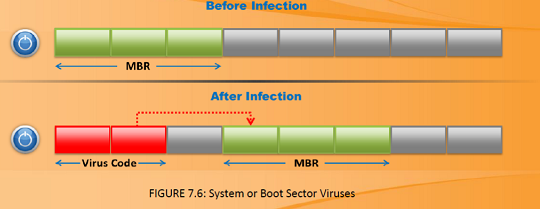 Before Infection
MBR
After Infection
Virus Code
MBR
FIGURE 7.6: System or Boot Sector Viruses